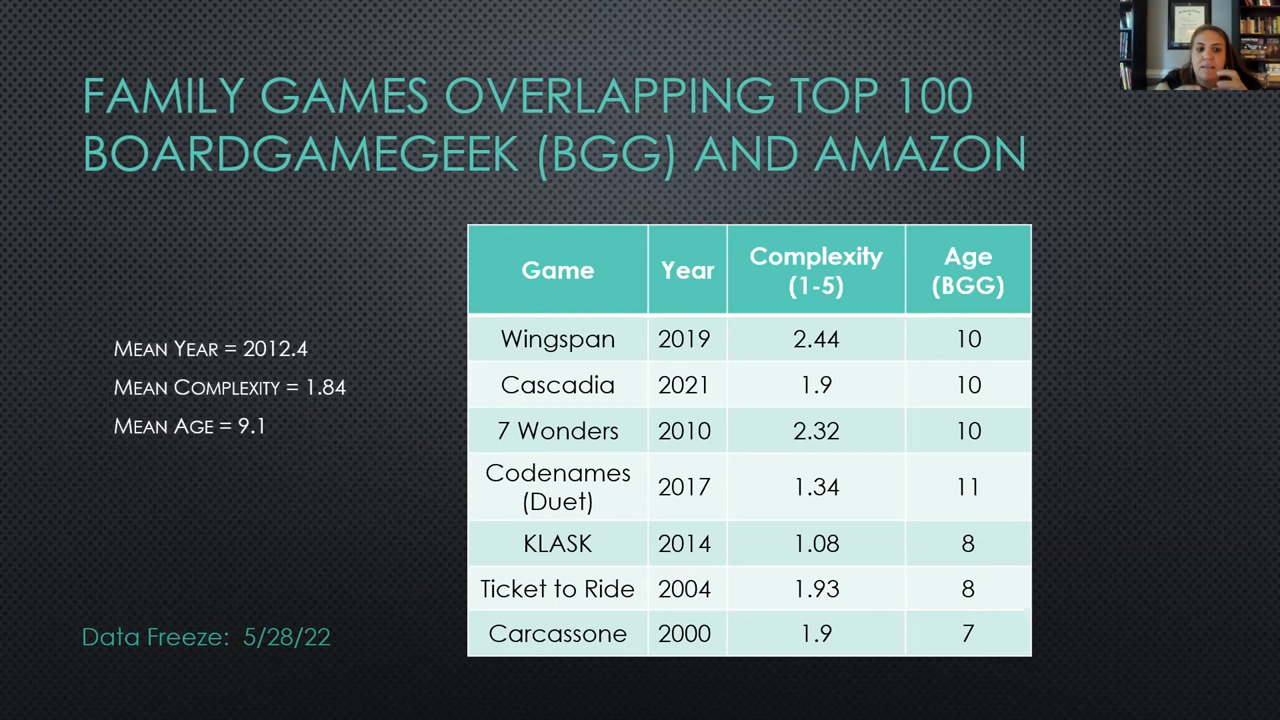 FAMILY GAMES OVERLAPPING TOP 100
BOARDGAMEGEEK (BGG) AND AMAZON
MEAN YEAR = 2012.4
MEAN COMPLEXITY = 1.84
MEAN AGE = 9.1
Game Year Complexity (1-5) Age (BGG)
Wingspan 2019 2.44 10
Cascadia 2021 1.9 10
7 Wonders 2010 2.32 10
Codenames (Duet) 2017 1.34 11
KLASK 2014 1.08 8
Ticket to Ride 2004 1.93 8
Carcassone 2000 1.9 7
Data Freeze: 5/28/22